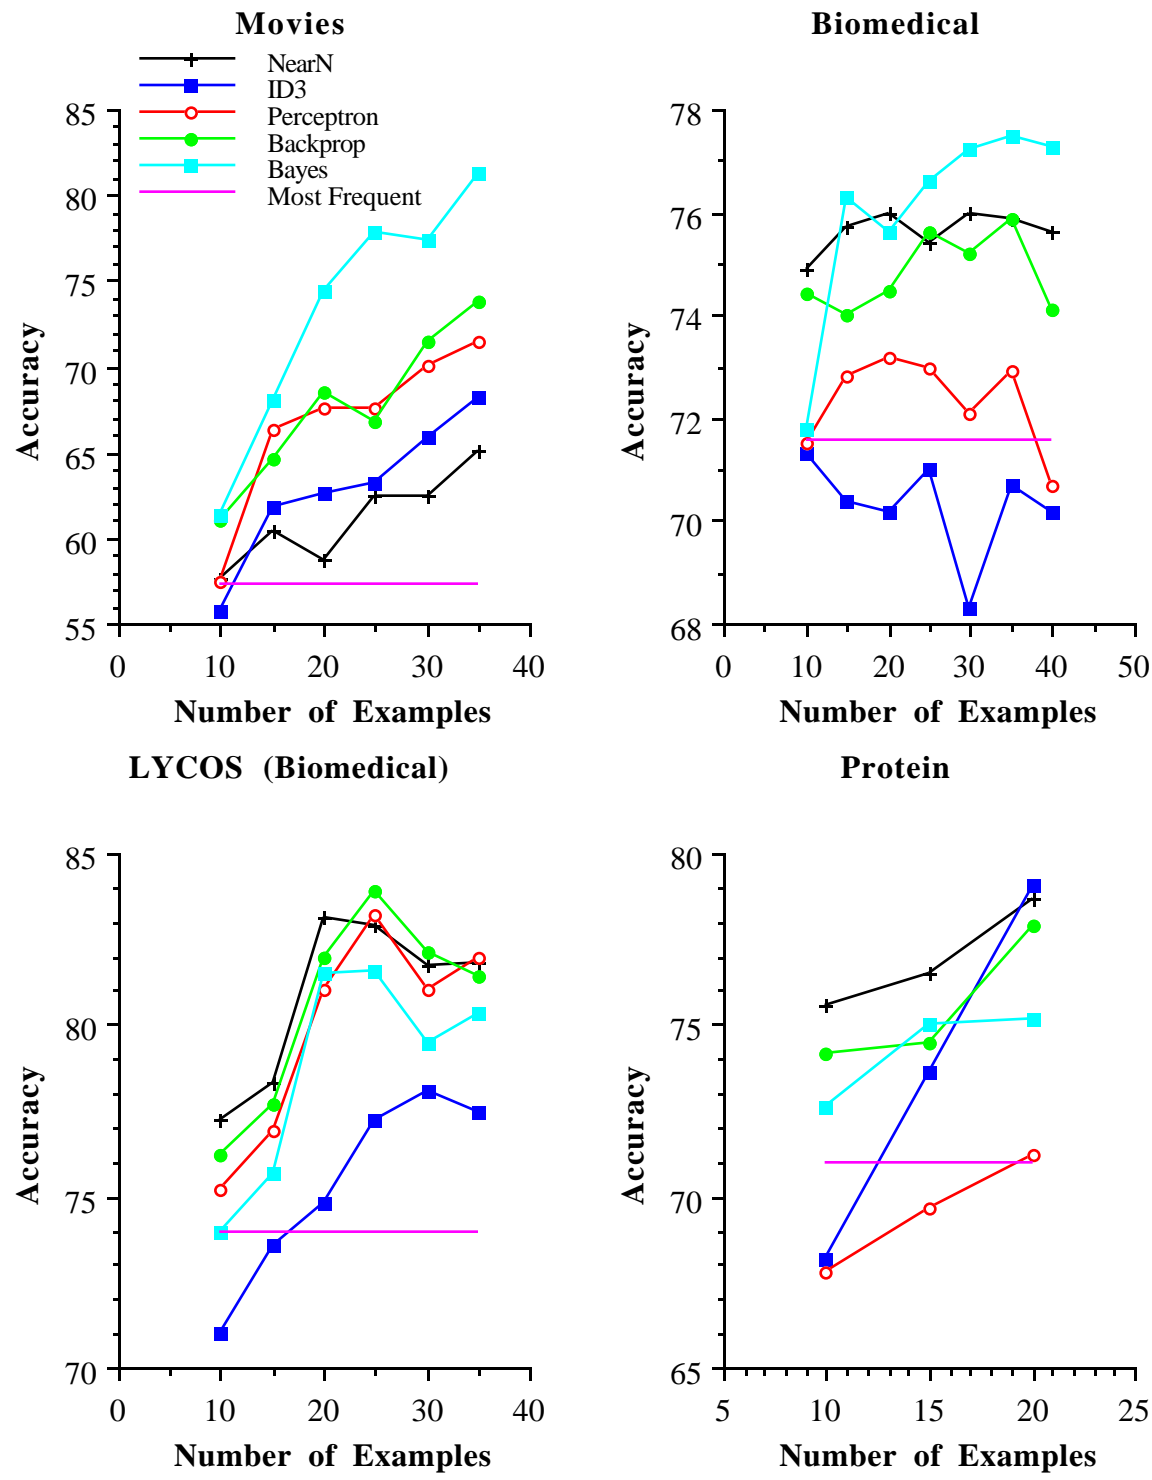 Movies
NearN
ID3
Perceptron
Backprop
Bayes
Most Frequent
85
80
75
70
65
60
55
0 10 20 30 40
Accuracy
Number of Examples
Biomedical
78
76
74
72
70
68
0 10 20 30 40 50
Accuracy
Number of Examples
LYCOS (Biomedical)
85
80
75
70
0 10 20 30 40
Accuracy
Number of Examples
Protein
80
75
70
65
5 10 15 20 25
Accuracy
Number of Examples